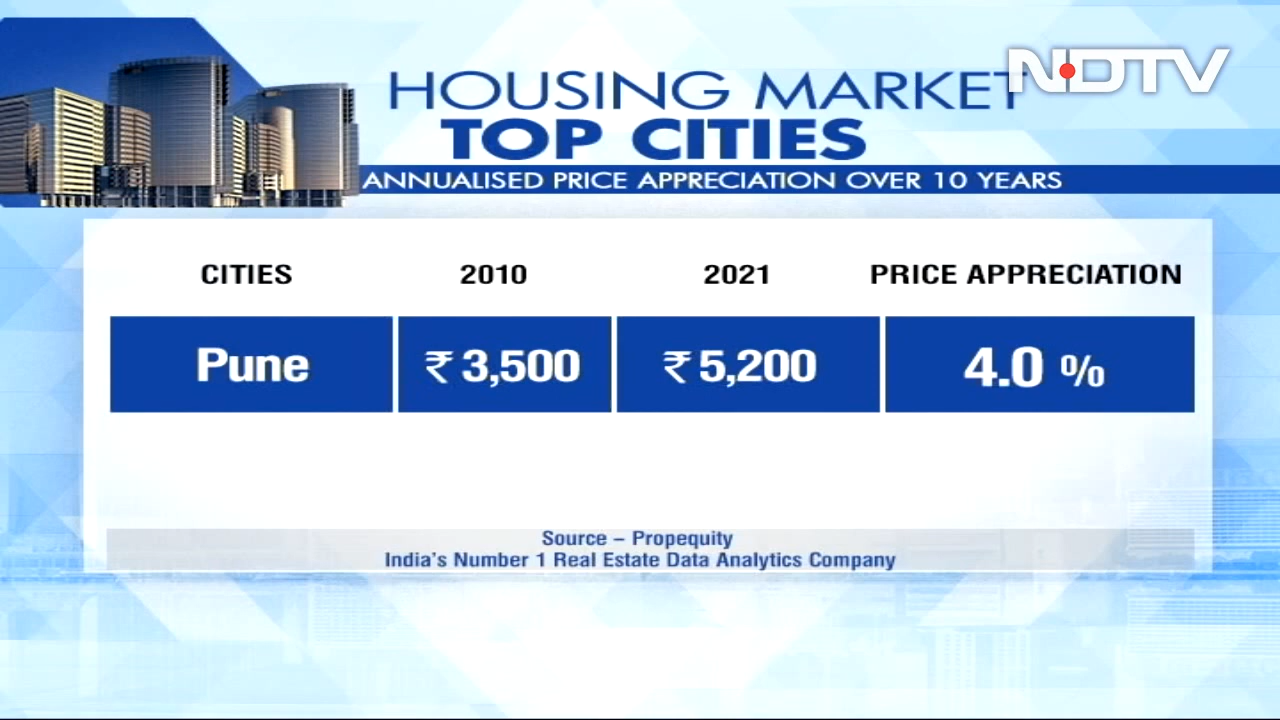 NDTV
HOUSING MARKET
TOP CITIES
ANNUALISED PRICE APPRECIATION OVER 10 YEARS
CITIES 2010 2021 PRICE APPRECIATION
Pune ₹ 3,500 ₹ 5,200 4.0 %
Source – Propequity
India's Number 1 Real Estate Data Analytics Company